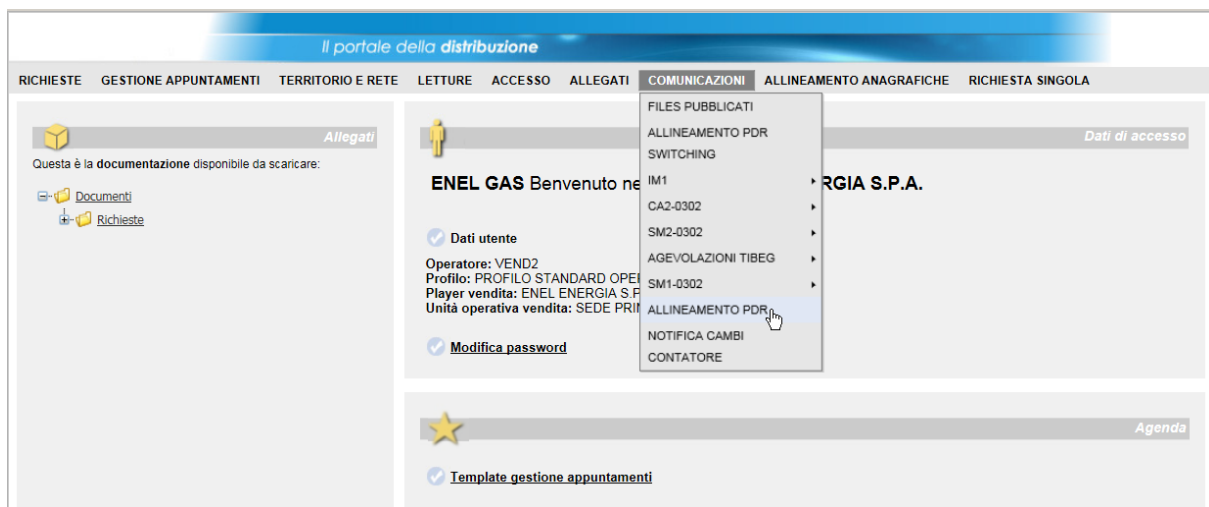 Il portale della distribuzione
RICHIESTE GESTIONE APPUNTAMENTI TERRITORIO E RETE LETTURE ACCESSO ALLEGATI COMUNICAZIONI ALLINEAMENTO ANAGRAFICHE RICHIESTA SINGOLA
Allegati
Questa è la documentazione disponibile da scaricare:
Documenti
Richieste
FILES PUBBLICATI
ALLINEAMENTO PDR
SWITCHING
IM1
CA2-0302
SM2-0302
AGEVOLAZIONI TIBEG
SM1-0302
ALLINEAMENTO PDR
NOTIFICA CAMBI
CONTATORE
Dati di accesso
ENEL GAS Benvenuto ne RGIA S.P.A.
Dati utente
Operatore: VEND2
Profilo: PROFILO STANDARD OPE
Player vendita: ENEL ENERGIA S.P
Unità operativa vendita: SEDE PRI
Modifica password
Agenda
Template gestione appuntamenti